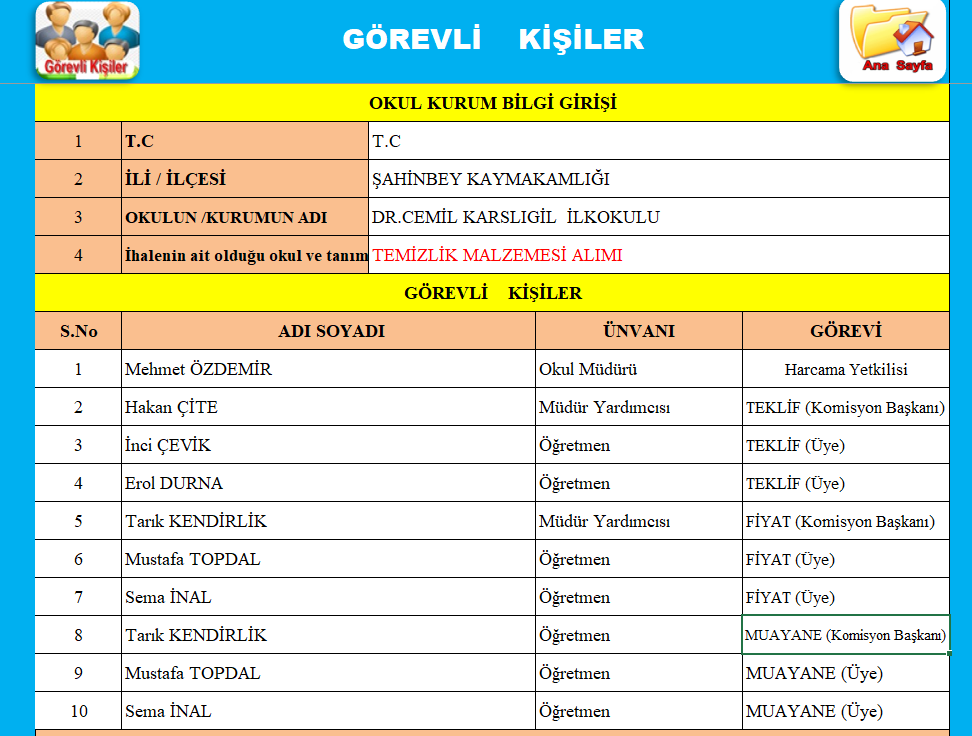 Görevli Kişiler
GÖREVLİ KİŞİLER
Ana Sayfa
OKUL KURUM BİLGİ GİRİŞİ
1 T.C T.C
2 İLİ / İLÇESİ ŞAHİNBEY KAYMAKAMLIĞI
3 OKULUN /KURUMUN ADI DR.CEMİL KARSLIGİL İLKOKULU
4 İhalenin ait olduğu okul ve tanım TEMİZLİK MALZEMESİ ALIMI
GÖREVLİ KİŞİLER
S.No ADI SOYADI ÜNVANI GÖREVİ
1 Mehmet ÖZDEMİR Okul Müdürü Harcama Yetkilisi
2 Hakan ÇİTE Müdür Yardımcısı TEKLİF (Komisyon Başkanı)
3 İnci ÇEVİK Öğretmen TEKLİF (Üye)
4 Erol DURNA Öğretmen TEKLİF (Üye)
5 Tarık KENDİRLİK Müdür Yardımcısı FİYAT (Komisyon Başkanı)
6 Mustafa TOPDAL Öğretmen FİYAT (Üye)
7 Sema İNAL Öğretmen FİYAT (Üye)
8 Tarık KENDİRLİK Öğretmen MUAYANE (Komisyon Başkanı)
9 Mustafa TOPDAL Öğretmen MUAYANE (Üye)
10 Sema İNAL Öğretmen MUAYANE (Üye)